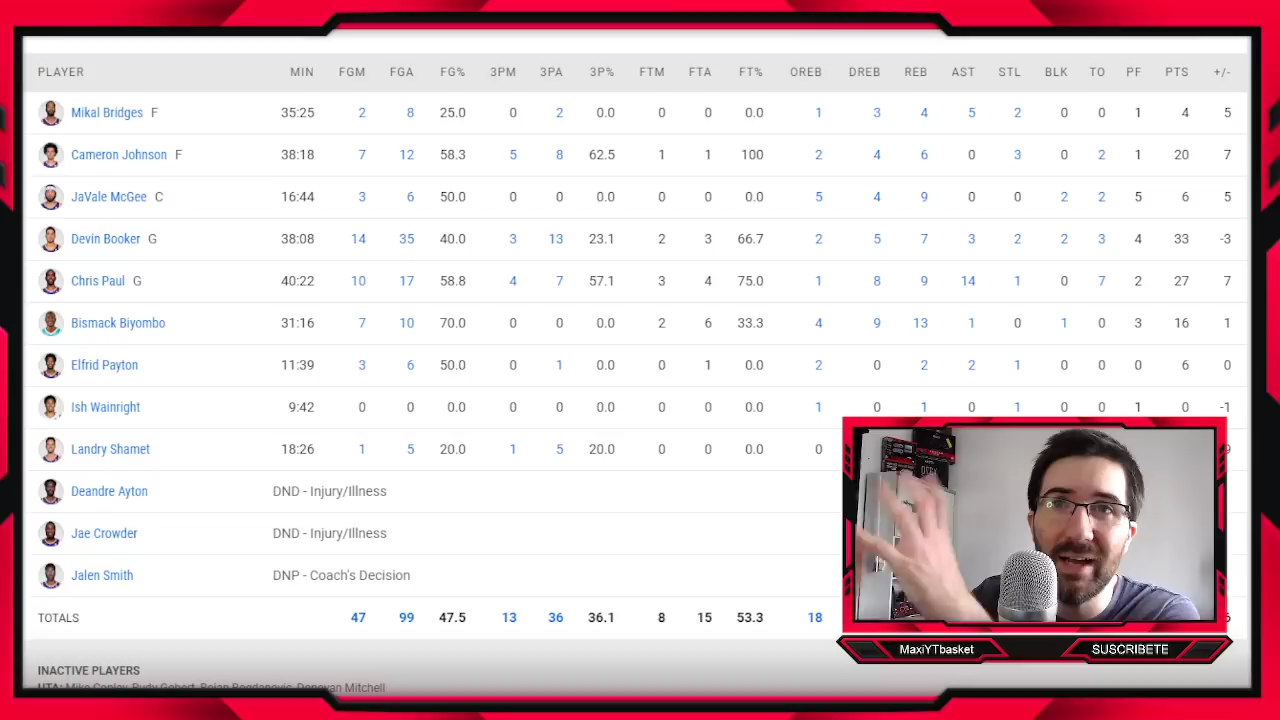 PLAYER MIN FGM FGA FG% 3PM 3PA 3P% FTM FTA FT% OREB DREB REB AST STL BLK TO PF PTS +/-
Mikal Bridges F 35:25 2 8 25.0 0 2 0.0 0 0 0.0 1 3 4 5 2 0 0 1 4 5
Cameron Johnson F 38:18 7 12 58.3 5 8 62.5 1 1 100 2 4 6 0 3 0 2 1 20 7
JaVale McGee C 16:44 3 6 50.0 0 0 0.0 0 0 0.0 5 4 9 0 0 2 2 5 6 5
Devin Booker G 38:08 14 35 40.0 3 13 23.1 2 3 66.7 2 5 7 3 2 2 3 4 33 -3
Chris Paul G 40:22 10 17 58.8 4 7 57.1 3 4 75.0 1 8 9 14 1 0 7 2 27 7
Bismack Biyombo 31:16 7 10 70.0 0 0 0.0 2 6 33.3 4 9 13 1 0 1 0 3 16 1
Elfrid Payton 11:39 3 6 50.0 0 1 0.0 0 1 0.0 2 0 2 2 1 0 0 0 6 0
Ish Wainright 9:42 0 0 0.0 0 0 0.0 0 0 0.0 1 0 1 0 1 0 0 1 0 -1
Landry Shamet 18:26 1 5 20.0 1 5 20.0 0 0 0.0 0
Deandre Ayton DND - Injury/Illness
Jae Crowder DND - Injury/Illness
Jalen Smith DNP - Coach's Decision
TOTALS 47 99 47.5 13 36 36.1 8 15 53.3 18
MaxiYTbasket SUSCRIBETE
INACTIVE PLAYERS
UTA: Mike Conley, Rudy Gobert, Bojan Bogdanovic, Donovan Mitchell